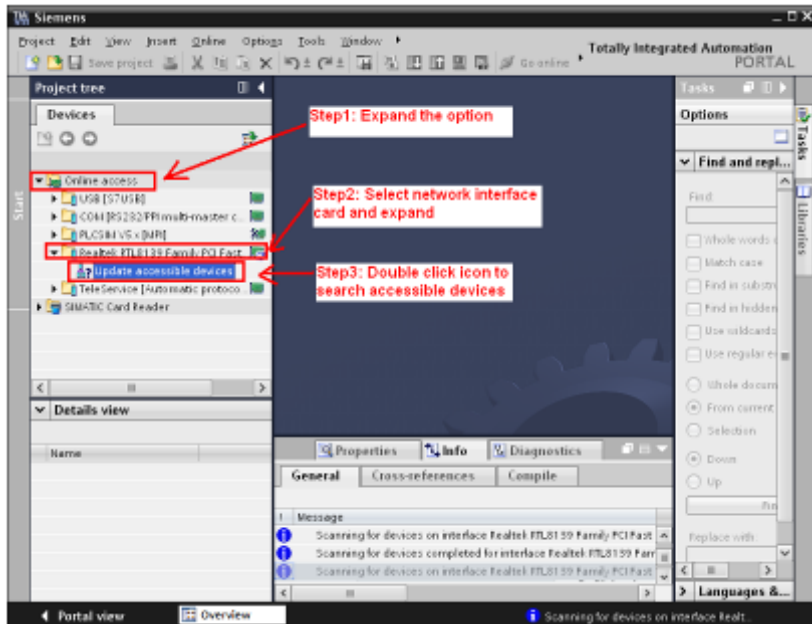 Siemens
Project Edit View Insert Online Options Tools Window
Totally Integrated Automation
PORTAL
Save project
Go online
Project tree
Devices
Start
Online access
USB [S7USB]
COM [RS232/PPI multi-master c...
PLCSIM V5.x [MPI]
Realtek RTL8139 Family PCI Fast
Update accessible devices
TeleService [Automatic protoco...
SIMATIC Card Reader
Step1: Expand the option
Step2: Select network interface
card and expand
Step3: Double click icon to
search accessible devices
Details view
Name
Properties
Info
Diagnostics
General
Cross-references
Compile
! Message
Scanning for devices on interface Realtek RTL8139 Family PCI Fast
Scanning for devices completed for interface Realtek RTL8139 Fam
Scanning for devices on interface Realtek RTL8139 Family PCI Fast
Tasks
Options
Find and repl...
Find:
Whole words o
Match case
Find in substru
Find in hidden
Use wildcards
Use regular ex
Whole docum
From current
Selection
Down
Up
Fin
Replace with:
Languages &...
Tasks
Libraries
Portal view
Overview
Scanning for devices on interface Realt...